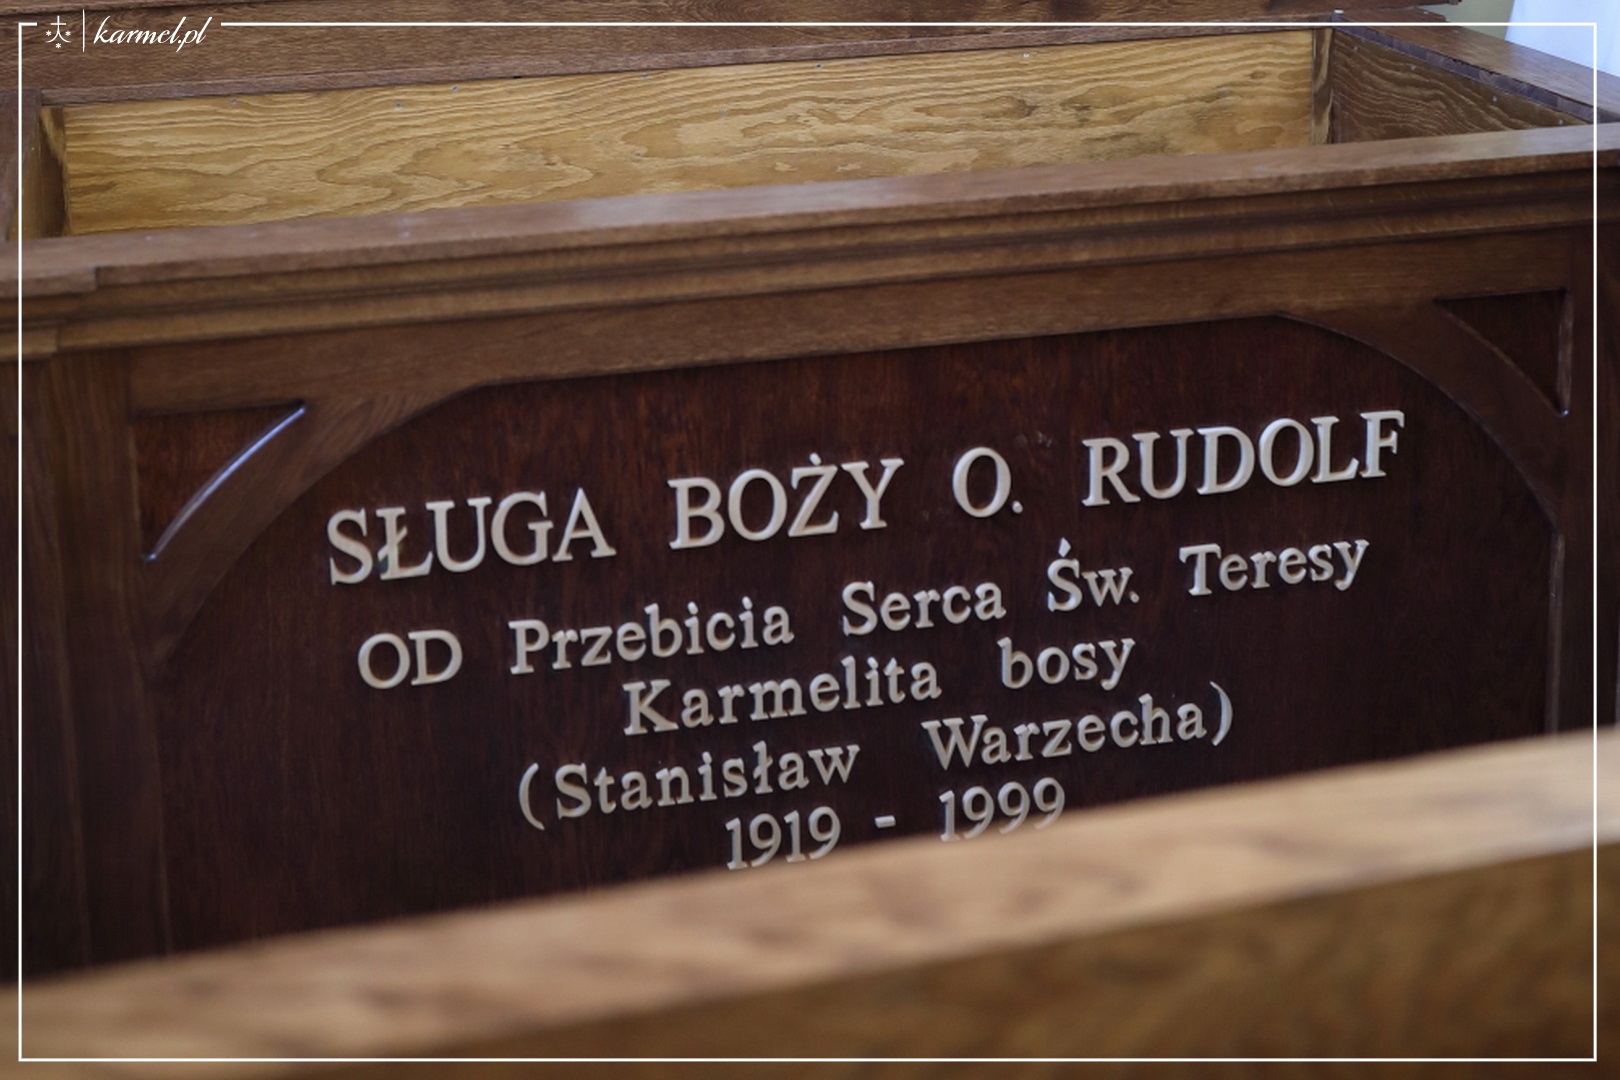 karmel.pl
SŁUGA BOŻY O. RUDOLF
OD Przebicia Serca Św. Teresy
Karmelita bosy
(Stanisław Warzecha)
1919 - 1999